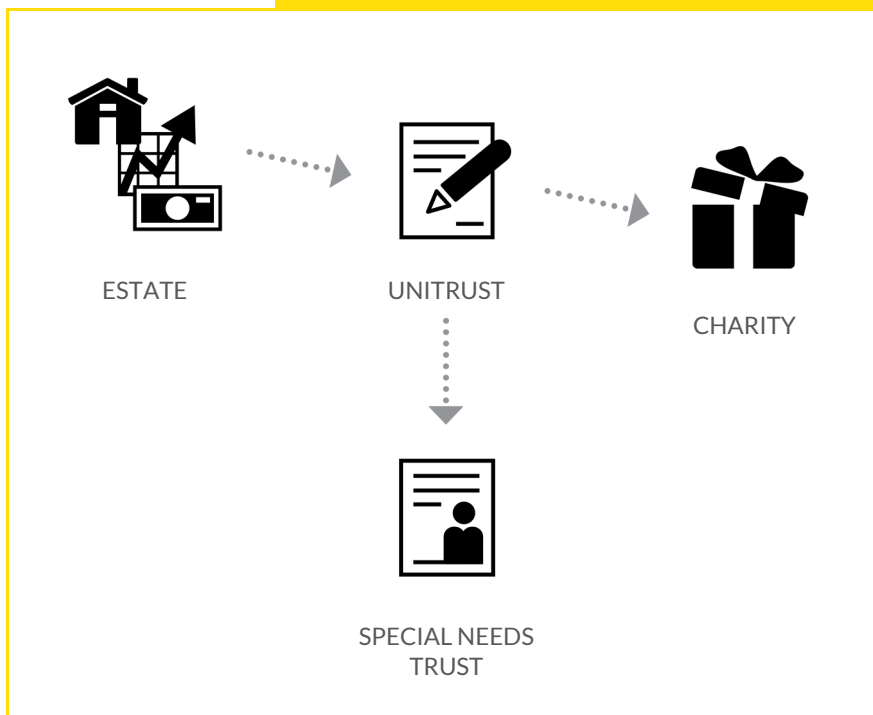 ESTATE
UNITRUST
CHARITY
SPECIAL NEEDS
TRUST